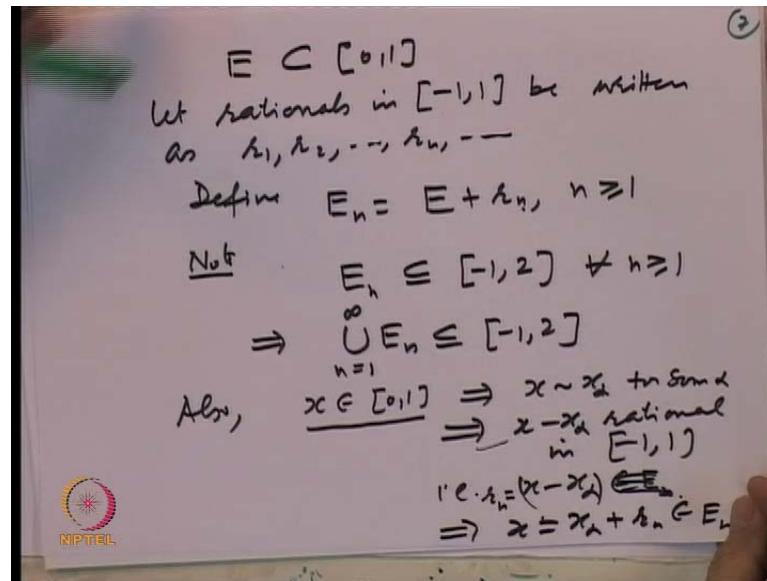 2
E ⊂ [0,1]
Let rationals in [-1,1] be written
as r₁, r₂, --, rₙ, ---
Define Eₙ = E + rₙ, n ≥ 1
Note Eₙ ⊆ [-1,2] ∀ n ≥ 1
⇒ ∞ ∪ n=1 Eₙ ⊆ [-1,2]
Also, x ∈ [0,1] ⇒ x ~ x_α for some α
⇒ x - x_α rational
in [-1,1]
i.e. rₙ = (x - x_α)
⇒ x = x_α + rₙ ∈ Eₙ
NPTEL